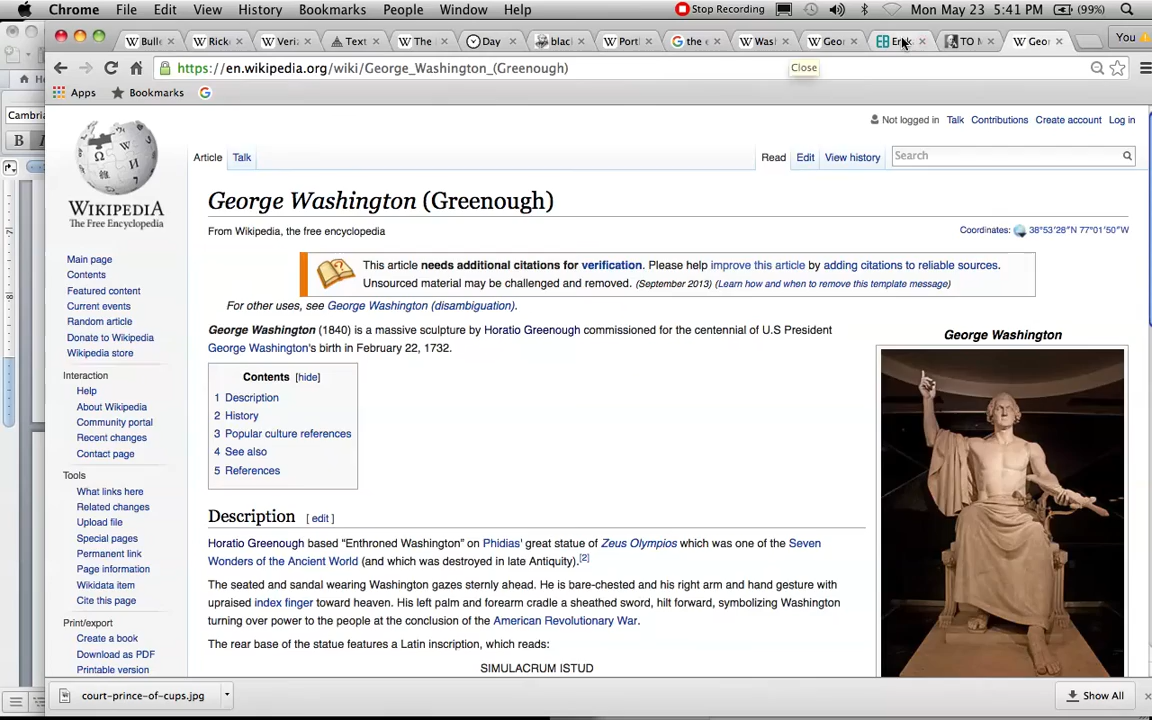 Chrome File Edit View History Bookmarks People Window Help Stop Recording Mon May 23 5:41 PM (99%)
Bulle Ricke Veriz Text The Day blac Port the e Wash Geor TO M Geor You
https://en.wikipedia.org/wiki/George_Washington_(Greenough)
Close
Apps Bookmarks
Cambria
B I
Not logged in Talk Contributions Create account Log in
Article Talk Read Edit View history Search
WIKIPEDIA
The Free Encyclopedia
Main page
Contents
Featured content
Current events
Random article
Donate to Wikipedia
Wikipedia store
Interaction
Help
About Wikipedia
Community portal
Recent changes
Contact page
Tools
What links here
Related changes
Upload file
Special pages
Permanent link
Page information
Wikidata item
Cite this page
Print/export
Create a book
Download as PDF
Printable version
George Washington (Greenough)
From Wikipedia, the free encyclopedia
Coordinates: 38°53′28″N 77°01′50″W
This article needs additional citations for verification. Please help improve this article by adding citations to reliable sources.
Unsourced material may be challenged and removed. (September 2013) (Learn how and when to remove this template message)
For other uses, see George Washington (disambiguation).
George Washington (1840) is a massive sculpture by Horatio Greenough commissioned for the centennial of U.S President
George Washington's birth in February 22, 1732.
George Washington
Contents [hide]
1 Description
2 History
3 Popular culture references
4 See also
5 References
Description [ edit ]
Horatio Greenough based "Enthroned Washington" on Phidias' great statue of Zeus Olympios which was one of the Seven
Wonders of the Ancient World (and which was destroyed in late Antiquity).[2]
The seated and sandal wearing Washington gazes sternly ahead. He is bare-chested and his right arm and hand gesture with
upraised index finger toward heaven. His left palm and forearm cradle a sheathed sword, hilt forward, symbolizing Washington
turning over power to the people at the conclusion of the American Revolutionary War.
The rear base of the statue features a Latin inscription, which reads:
SIMULACRUM ISTUD
court-prince-of-cups.jpg
Show All